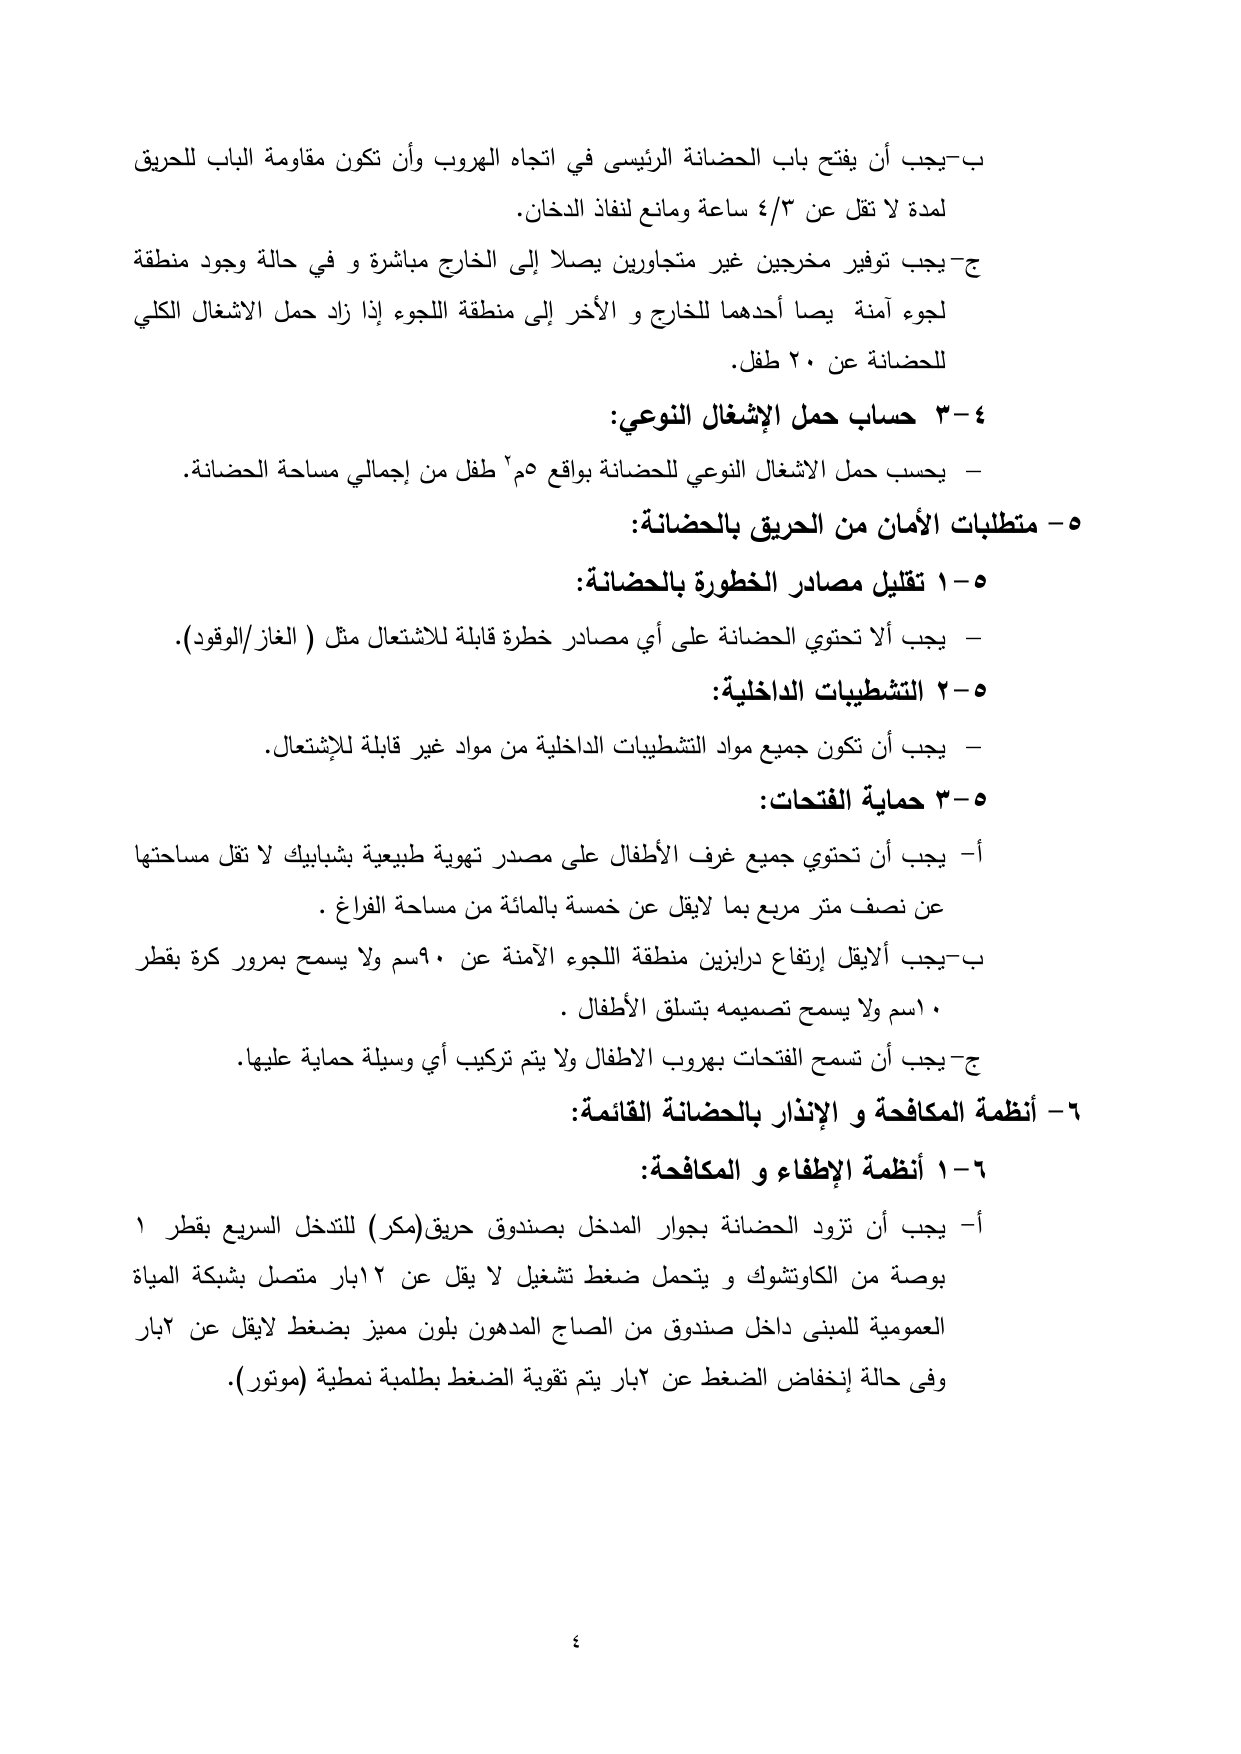 ب-يجب أن يفتح باب الحضانة الرئيسى في اتجاه الهروب وأن تكون مقاومة الباب للحريق
لمدة لا تقل عن ٤/٣ ساعة ومانع لنفاذ الدخان.
ج-يجب توفير مخرجين غير متجاورين يصلا إلى الخارج مباشرة و في حالة وجود منطقة
لجوء آمنة يصا أحدهما للخارج و الأخر إلى منطقة اللجوء إذا زاد حمل الاشغال الكلي
للحضانة عن ٢٠ طفل.
٤-٣ حساب حمل الإشغال النوعي:
- يحسب حمل الاشغال النوعي للحضانة بواقع ٥م٢ طفل من إجمالي مساحة الحضانة.
٥- متطلبات الأمان من الحريق بالحضانة:
٥-١ تقليل مصادر الخطورة بالحضانة:
- يجب ألا تحتوي الحضانة على أي مصادر خطرة قابلة للاشتعال مثل ( الغاز/الوقود).
٥-٢ التشطيبات الداخلية:
- يجب أن تكون جميع مواد التشطيبات الداخلية من مواد غير قابلة للإشتعال.
٥-٣ حماية الفتحات:
أ- يجب أن تحتوي جميع غرف الأطفال على مصدر تهوية طبيعية بشبابيك لا تقل مساحتها
عن نصف متر مربع بما لايقل عن خمسة بالمائة من مساحة الفراغ .
ب-يجب ألايقل إرتفاع درابزين منطقة اللجوء الآمنة عن ٩٠سم ولا يسمح بمرور كرة بقطر
١٠سم ولا يسمح تصميمه بتسلق الأطفال .
ج-يجب أن تسمح الفتحات بهروب الاطفال ولا يتم تركيب أي وسيلة حماية عليها.
٦- أنظمة المكافحة و الإنذار بالحضانة القائمة:
٦-١ أنظمة الإطفاء و المكافحة:
أ- يجب أن تزود الحضانة بجوار المدخل بصندوق حريق(مكر) للتدخل السريع بقطر ١
بوصة من الكاوتشوك و يتحمل ضغط تشغيل لا يقل عن ١٢بار متصل بشبكة المياة
العمومية للمبنى داخل صندوق من الصاج المدهون بلون مميز بضغط لايقل عن ٢بار
وفى حالة إنخفاض الضغط عن ٢بار يتم تقوية الضغط بطلمبة نمطية (موتور).
٤